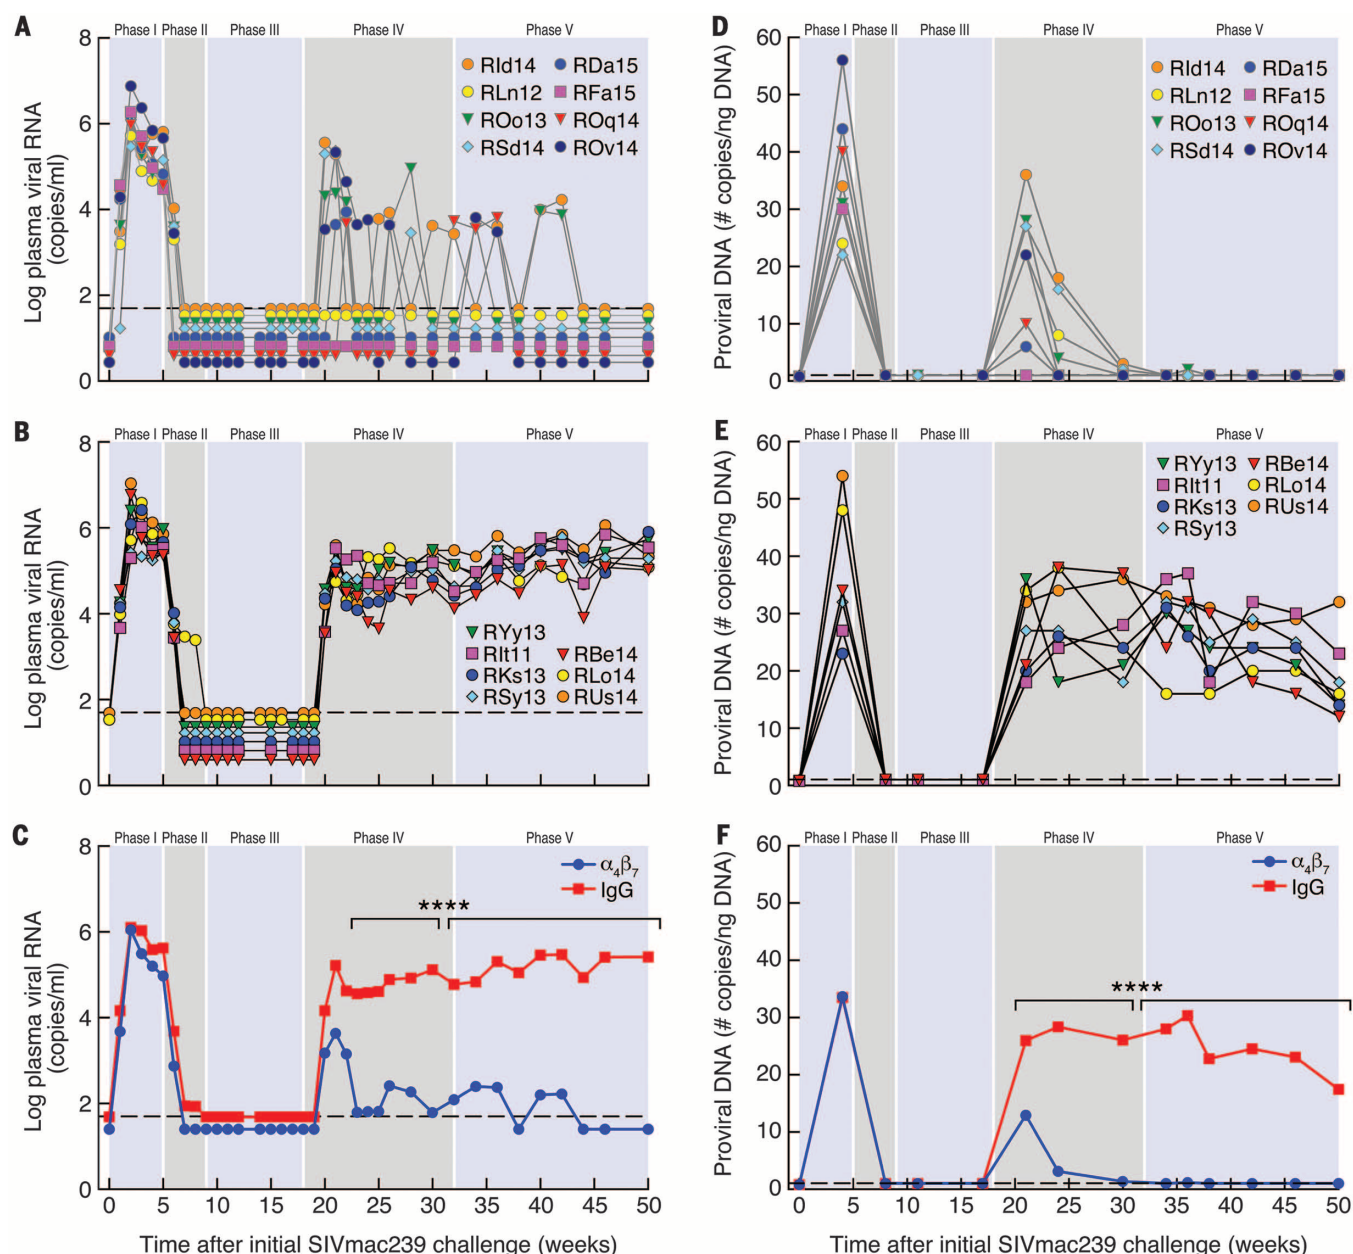 A
Phase I Phase II Phase III Phase IV Phase V
Log plasma viral RNA
(copies/ml)
8
6
4
2
0
RId14 RDa15
RLn12 RFa15
ROo13 ROq14
RSd14 ROv14
D
Phase I Phase II Phase III Phase IV Phase V
Proviral DNA (# copies/ng DNA)
60
50
40
30
20
10
0
RId14 RDa15
RLn12 RFa15
ROo13 ROq14
RSd14 ROv14
B
Phase I Phase II Phase III Phase IV Phase V
Log plasma viral RNA
(copies/ml)
8
6
4
2
0
RYy13
RIt11 RBe14
RKs13 RLo14
RSy13 RUs14
E
Phase I Phase II Phase III Phase IV Phase V
Proviral DNA (# copies/ng DNA)
60
50
40
30
20
10
0
RYy13 RBe14
RIt11 RLo14
RKs13 RUs14
RSy13
C
Phase I Phase II Phase III Phase IV Phase V
Log plasma viral RNA
(copies/ml)
8
6
4
2
0
α4β7
IgG
****
0 5 10 15 20 25 30 35 40 45 50
Time after initial SIVmac239 challenge (weeks)
F
Phase I Phase II Phase III Phase IV Phase V
Proviral DNA (# copies/ng DNA)
60
50
40
30
20
10
0
α4β7
IgG
****
0 5 10 15 20 25 30 35 40 45 50
Time after initial SIVmac239 challenge (weeks)